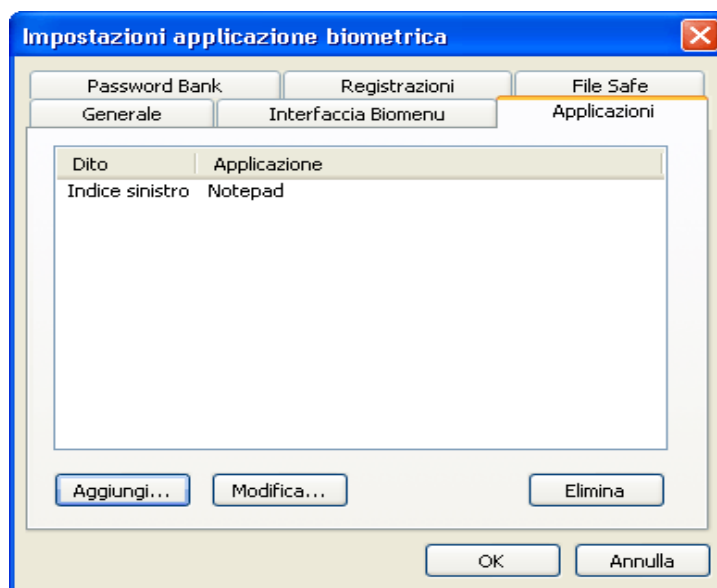 Impostazioni applicazione biometrica
Password Bank Registrazioni File Safe
Generale Interfaccia Biomenu Applicazioni
Dito Applicazione
Indice sinistro Notepad
Aggiungi... Modifica... Elimina
OK Annulla